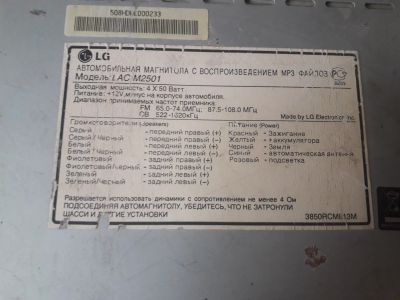 508HDLL000233
LG
АВТОМОБИЛЬНАЯ МАГНИТОЛА С ВОСПРОИЗВЕДЕНИЕМ MP3 ФАЙЛОВ
Модель: LAC-M2501
Выходная мощность: 4 X 50 Ватт
Питание: +12V, минус на корпусе автомобиля.
Диапазон принимаемых частот приемника:
FM 65.0-74.0МГц; 87.5-108.0 МГц
СВ 522-1620кГц
Made by LG Electronics Inc.
Громкоговорители (Speakers)
Серый - передний правый (+)
Серый/Черный - передний правый (-)
Белый - передний левый (+)
Белый/Черный - передний левый (-)
Фиолетовый - задний правый (+)
Фиолетовый/черный - задний правый (-)
Зеленый - задний левый (+)
Зеленый/Черный - задний левый (-)
Питание (Power)
Красный - Зажигание
Желтый - аккумулятор
Черный - Земля
Синий - автоматическая антенна
Розовый - подсветка
Разрешается использовать динамики с сопротивлением не менее 4 Ом
ПОДСОЕДИНЯЯ АВТОМАГНИТОЛУ, УБЕДИТЕСЬ, ЧТО НЕ ЗАТРОНУЛИ
ШАССИ И ДРУГИЕ УСТАНОВКИ
3850RCME13M